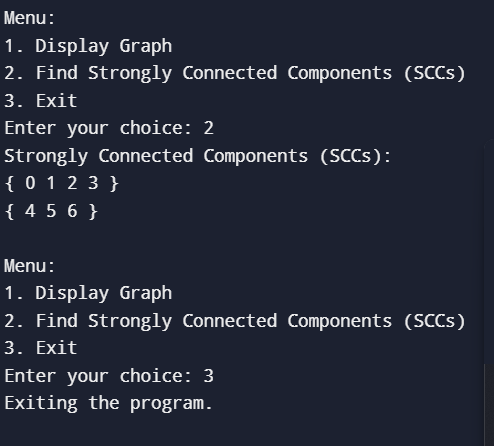 Menu:
1. Display Graph
2. Find Strongly Connected Components (SCCs)
3. Exit
Enter your choice: 2
Strongly Connected Components (SCCs):
{ 0 1 2 3 }
{ 4 5 6 }
Menu:
1. Display Graph
2. Find Strongly Connected Components (SCCs)
3. Exit
Enter your choice: 3
Exiting the program.